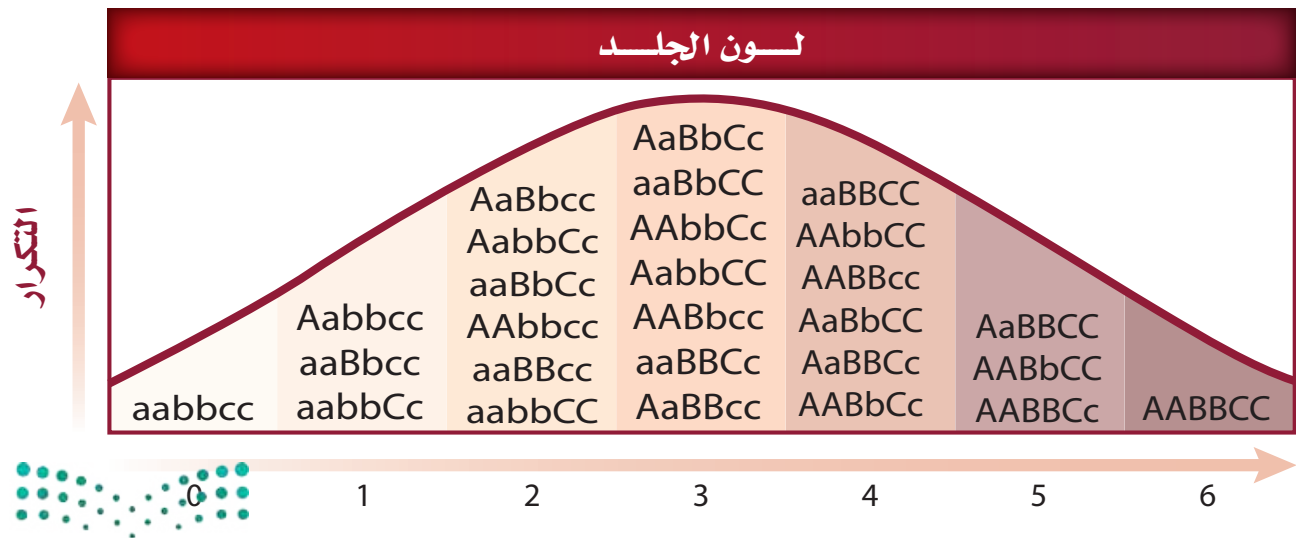 لـــون الجلـــد
التكرار
aabbcc
Aabbcc
aaBbcc
aabbCc
AaBbcc
AabbCc
aaBbCc
AAbbcc
aaBBcc
aabbCC
AaBbCc
aaBbCC
AAbbCc
AabbCC
AABbcc
aaBBCc
AaBBcc
aaBBCC
AAbbCC
AABBcc
AaBbCC
AaBBCc
AABbCc
AaBBCC
AABbCC
AABBCc
AABBCC
0 1 2 3 4 5 6